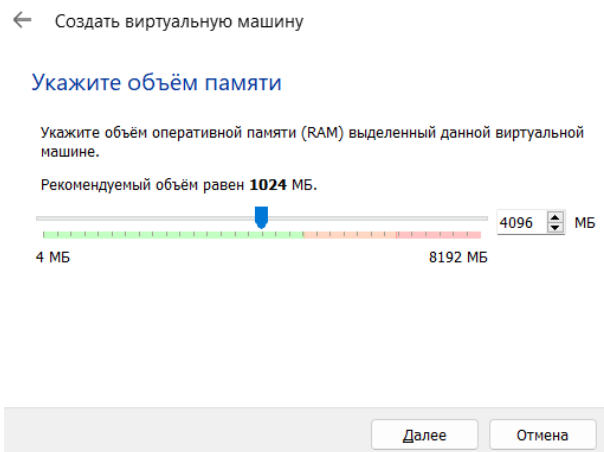 Создать виртуальную машину
Укажите объём памяти
Укажите объём оперативной памяти (RAM) выделенный данной виртуальной
машине.
Рекомендуемый объём равен 1024 МБ.
4096 МБ
4 МБ 8192 МБ
Далее Отмена